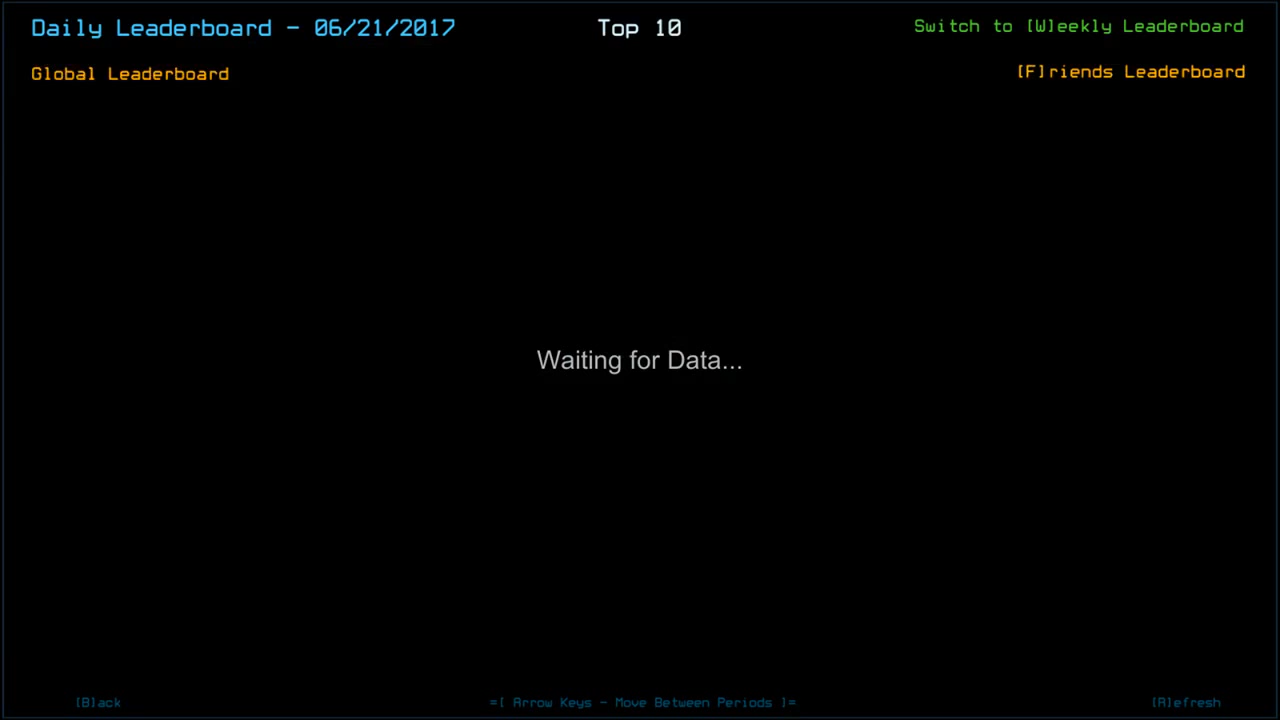 Daily Leaderboard - 06/21/2017 Top 10 Switch to [W]eekly Leaderboard
Global Leaderboard [F]riends Leaderboard
Waiting for Data...
[B]ack =[ Arrow Keys - Move Between Periods ]= [R]efresh